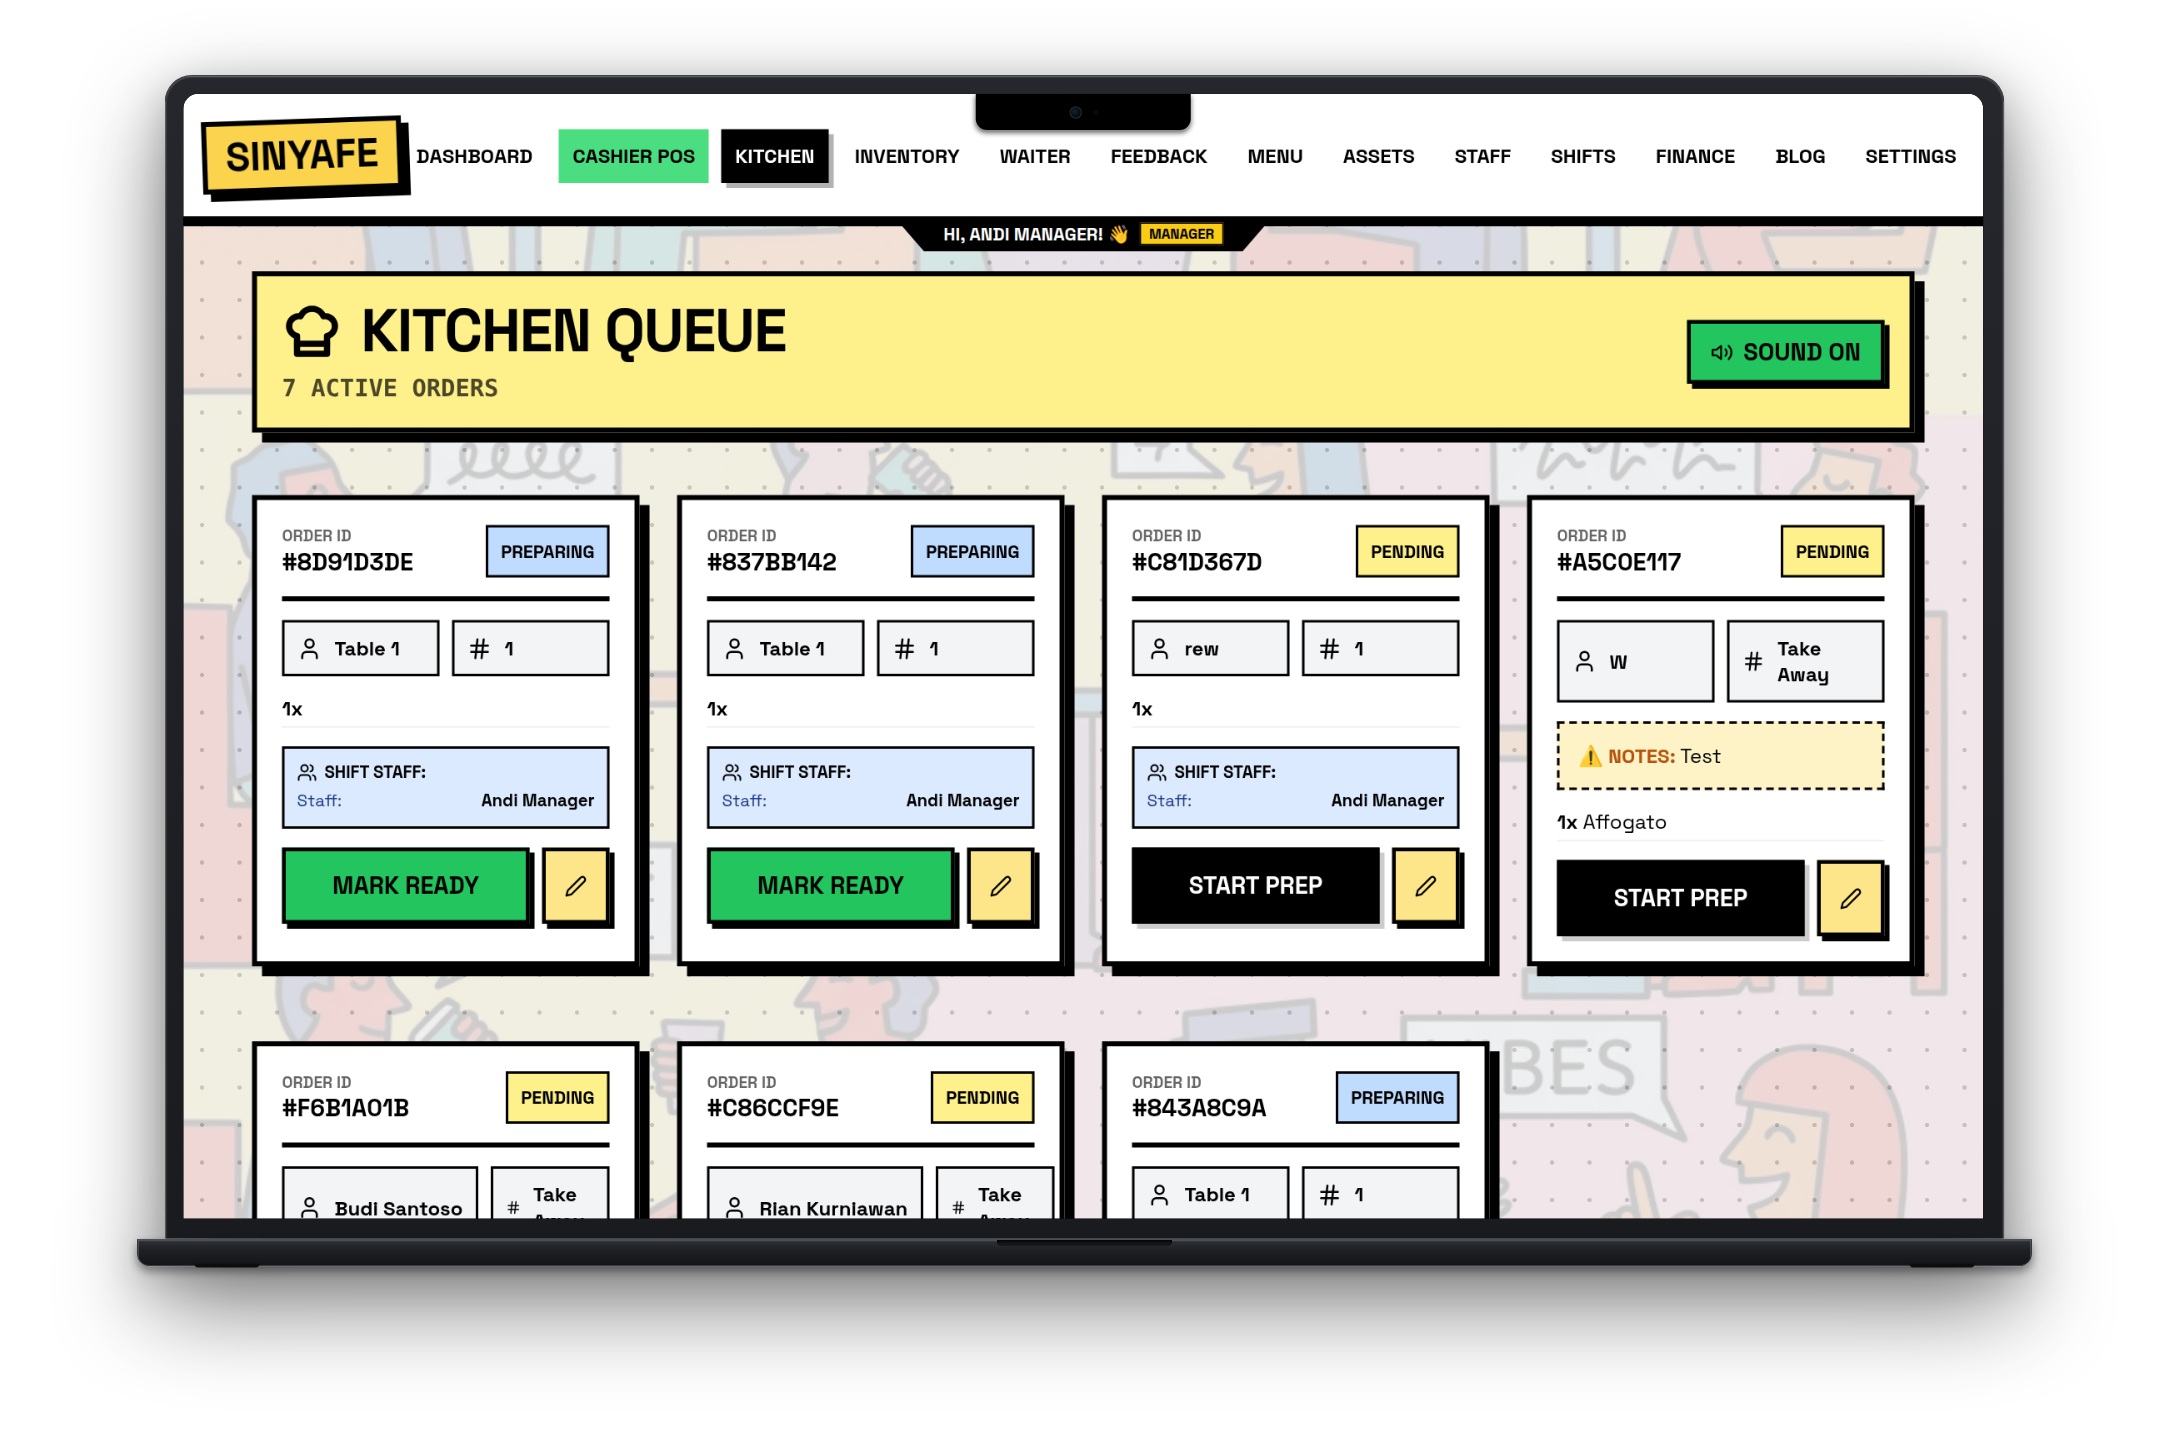 SINYAFE
DASHBOARD CASHIER POS KITCHEN INVENTORY WAITER FEEDBACK MENU ASSETS STAFF SHIFTS FINANCE BLOG SETTINGS
HI, ANDI MANAGER! 👋 MANAGER
KITCHEN QUEUE
7 ACTIVE ORDERS
SOUND ON
ORDER ID
#8D91D3DE
PREPARING
Table 1
# 1
1x
SHIFT STAFF:
Staff: Andi Manager
MARK READY
ORDER ID
#837BB142
PREPARING
Table 1
# 1
1x
SHIFT STAFF:
Staff: Andi Manager
MARK READY
ORDER ID
#C81D367D
PENDING
rew
# 1
1x
SHIFT STAFF:
Staff: Andi Manager
START PREP
ORDER ID
#A5C0E117
PENDING
W
# Take
Away
⚠️ NOTES: Test
1x Affogato
START PREP
ORDER ID
#F6B1A01B
PENDING
Budi Santoso
# Take
Away
ORDER ID
#C86CCF9E
PENDING
Rian Kurniawan
# Take
Away
ORDER ID
#843A8C9A
PREPARING
Table 1
# 1